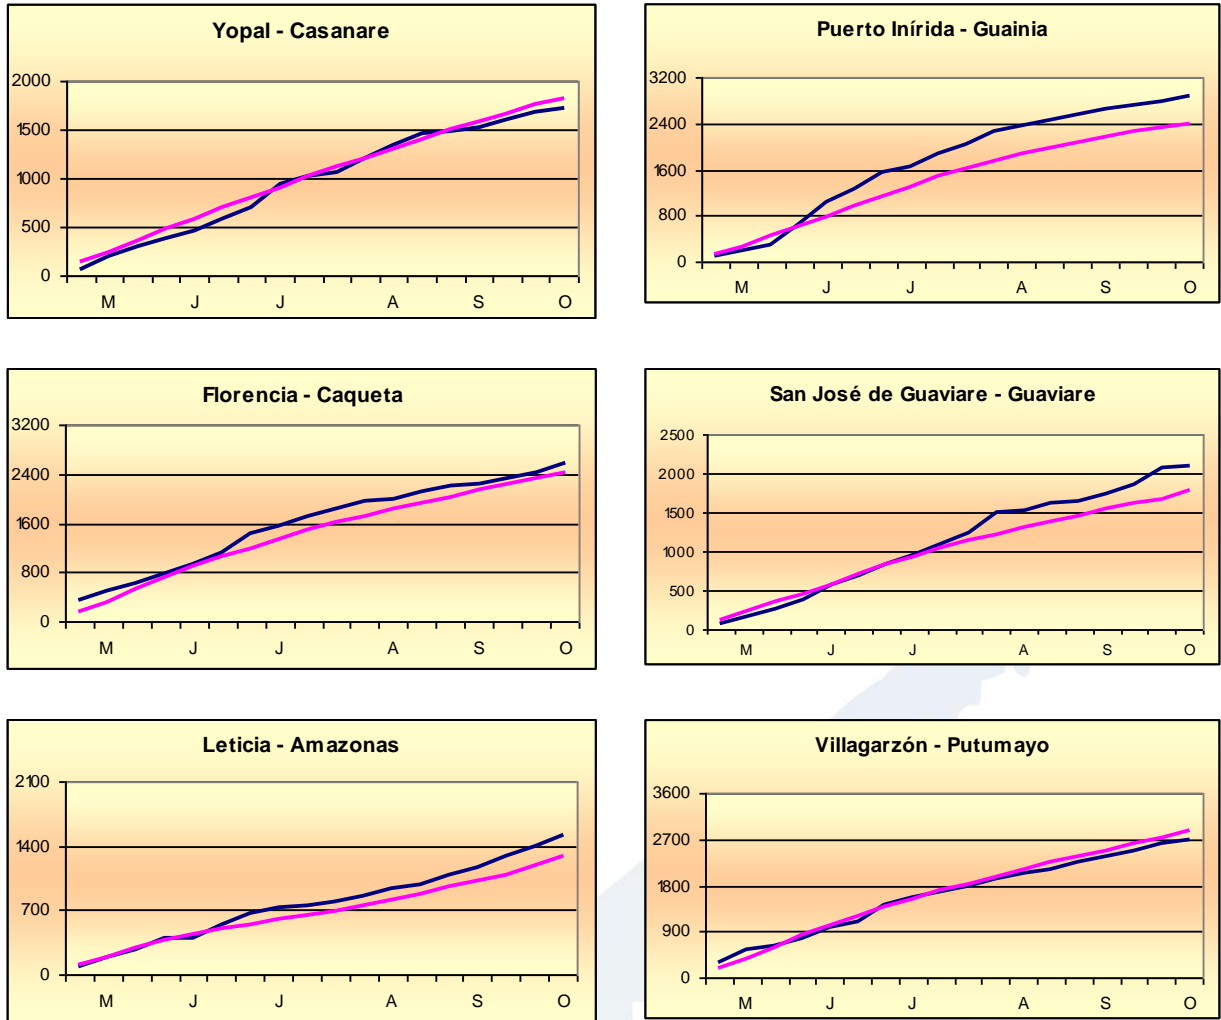 Yopal - Casanare
2000
1500
1000
500
0
M J J A S O
Puerto Inírida - Guainia
3200
2400
1600
800
0
M J J A S O
Florencia - Caqueta
3200
2400
1600
800
0
M J J A S O
San José de Guaviare - Guaviare
2500
2000
1500
1000
500
0
M J J A S O
Leticia - Amazonas
2100
1400
700
0
M J J A S O
Villagarzón - Putumayo
3600
2700
1800
900
0
M J J A S O